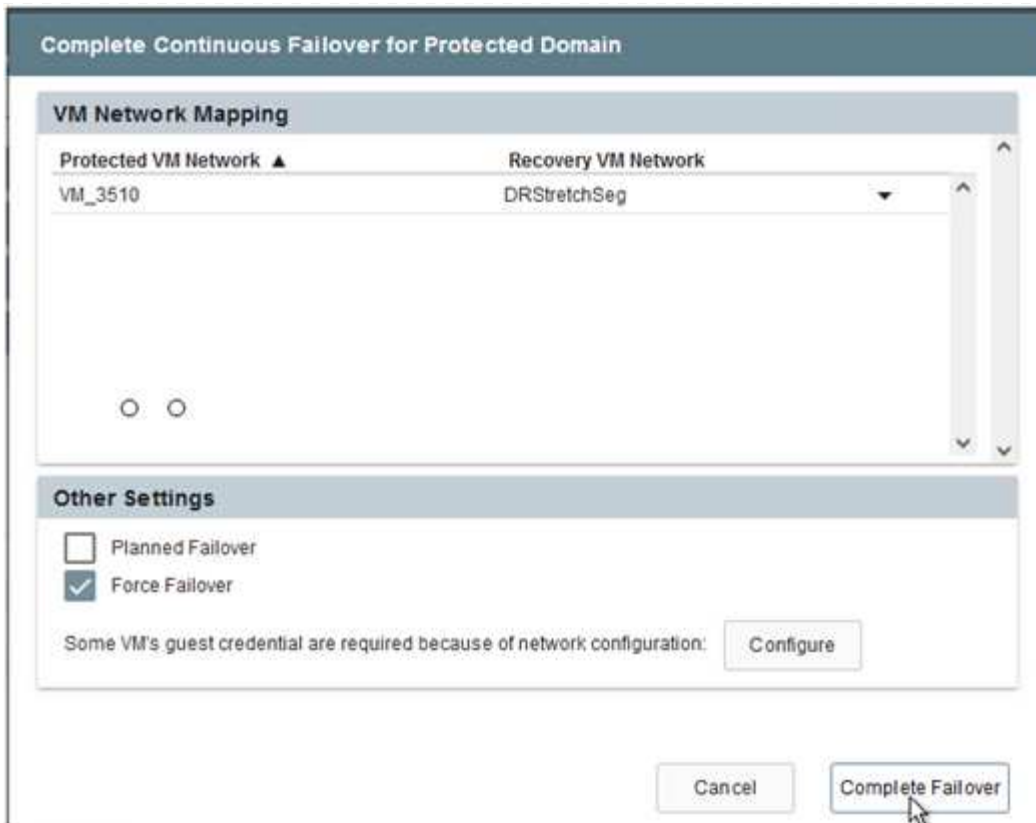 Complete Continuous Failover for Protected Domain
VM Network Mapping
Protected VM Network ▲ Recovery VM Network
VM_3510 DRStretchSeg
Other Settings
Planned Failover
Force Failover
Some VM's guest credential are required because of network configuration: Configure
Cancel Complete Failover